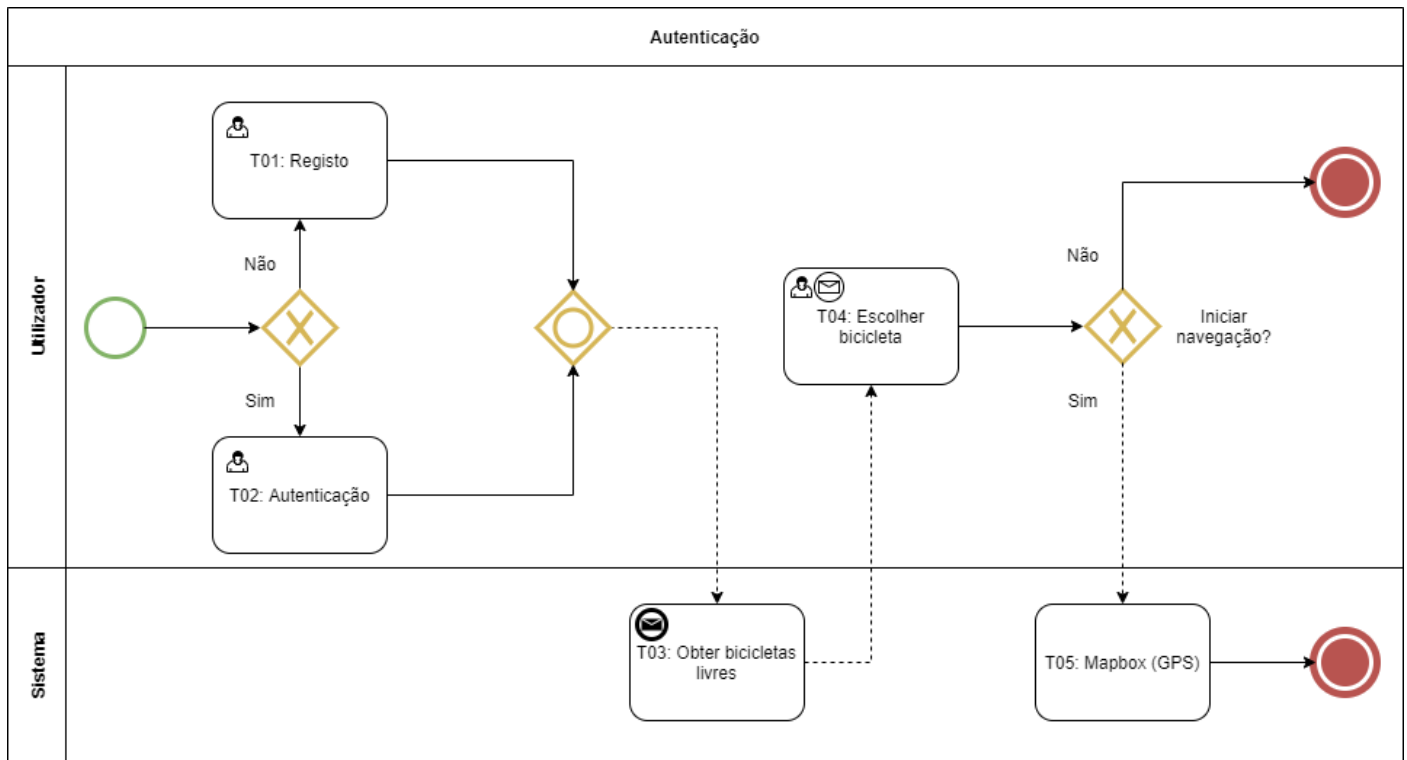 Autenticação
Utilizador
T01: Registo
Não
Sim
T02: Autenticação
T04: Escolher
bicicleta
Não
Iniciar
navegação?
Sim
Sistema
T03: Obter bicicletas
livres
T05: Mapbox (GPS)